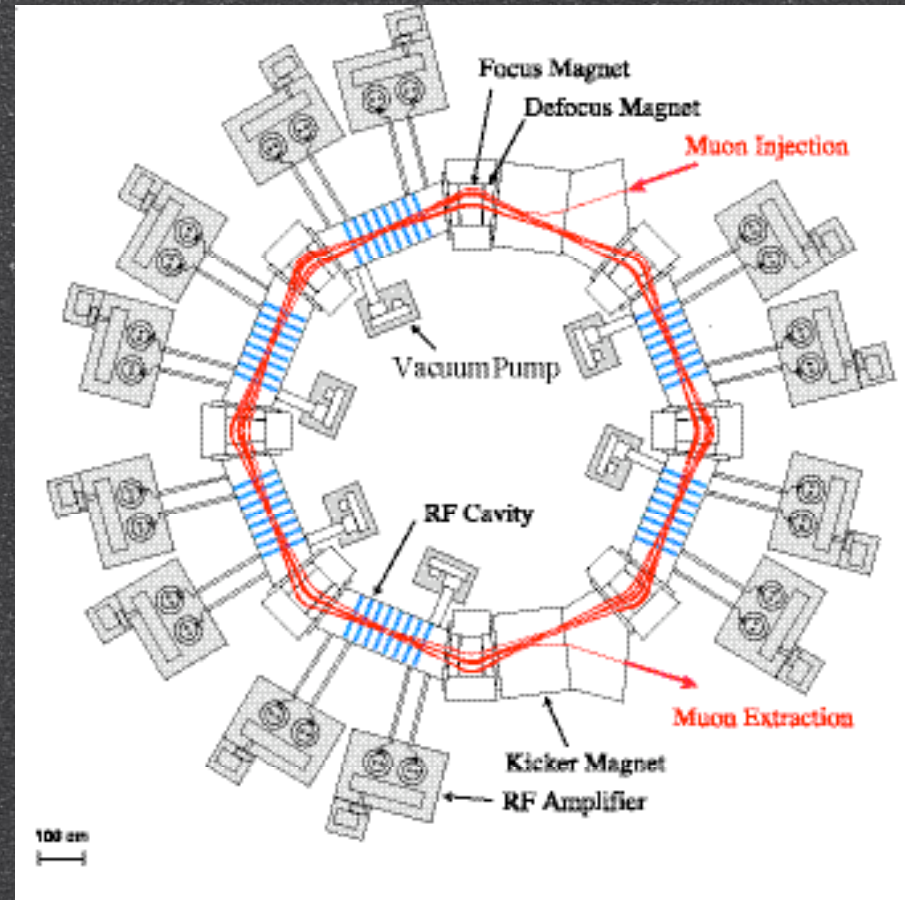 Focus Magnet
Defocus Magnet
Muon Injection
Vacuum Pump
RF Cavity
Muon Extraction
Kicker Magnet
RF Amplifier
100 cm